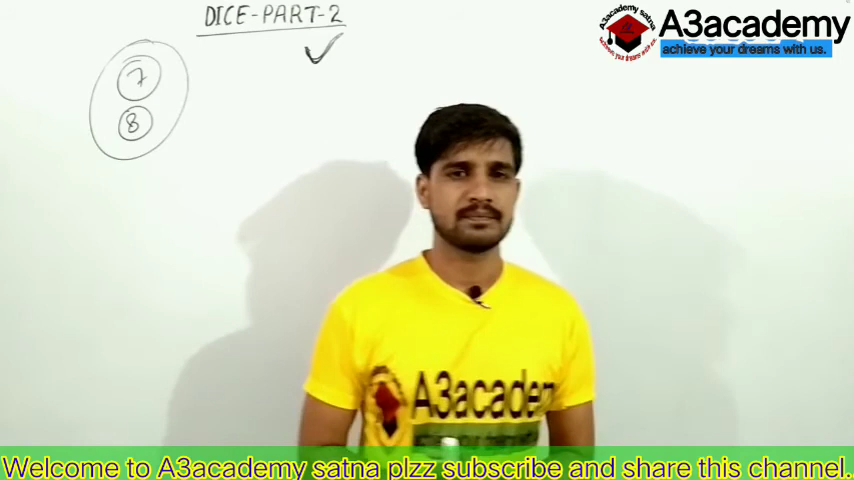 DICE-PART-2
7
8
A3academy satna
A3academy
achieve your dreams with us.
A3academy
Welcome to A3academy satna plzz subscribe and share this channel.